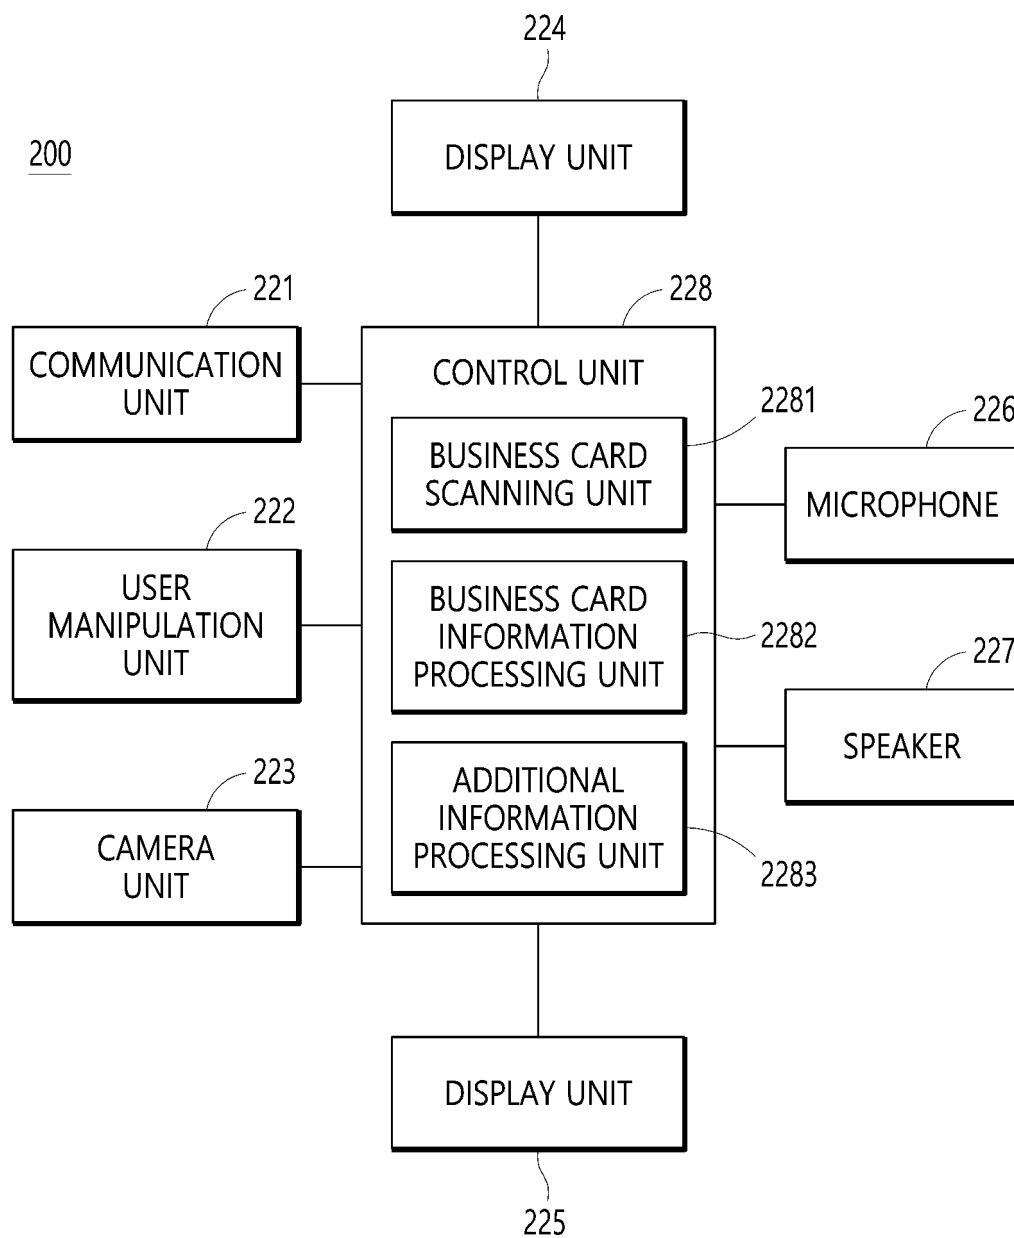 224
DISPLAY UNIT
200
221
COMMUNICATION
UNIT
228
CONTROL UNIT
2281
BUSINESS CARD
SCANNING UNIT
226
MICROPHONE
222
USER
MANIPULATION
UNIT
BUSINESS CARD
INFORMATION
PROCESSING UNIT
2282
227
SPEAKER
223
CAMERA
UNIT
ADDITIONAL
INFORMATION
PROCESSING UNIT
2283
DISPLAY UNIT
225